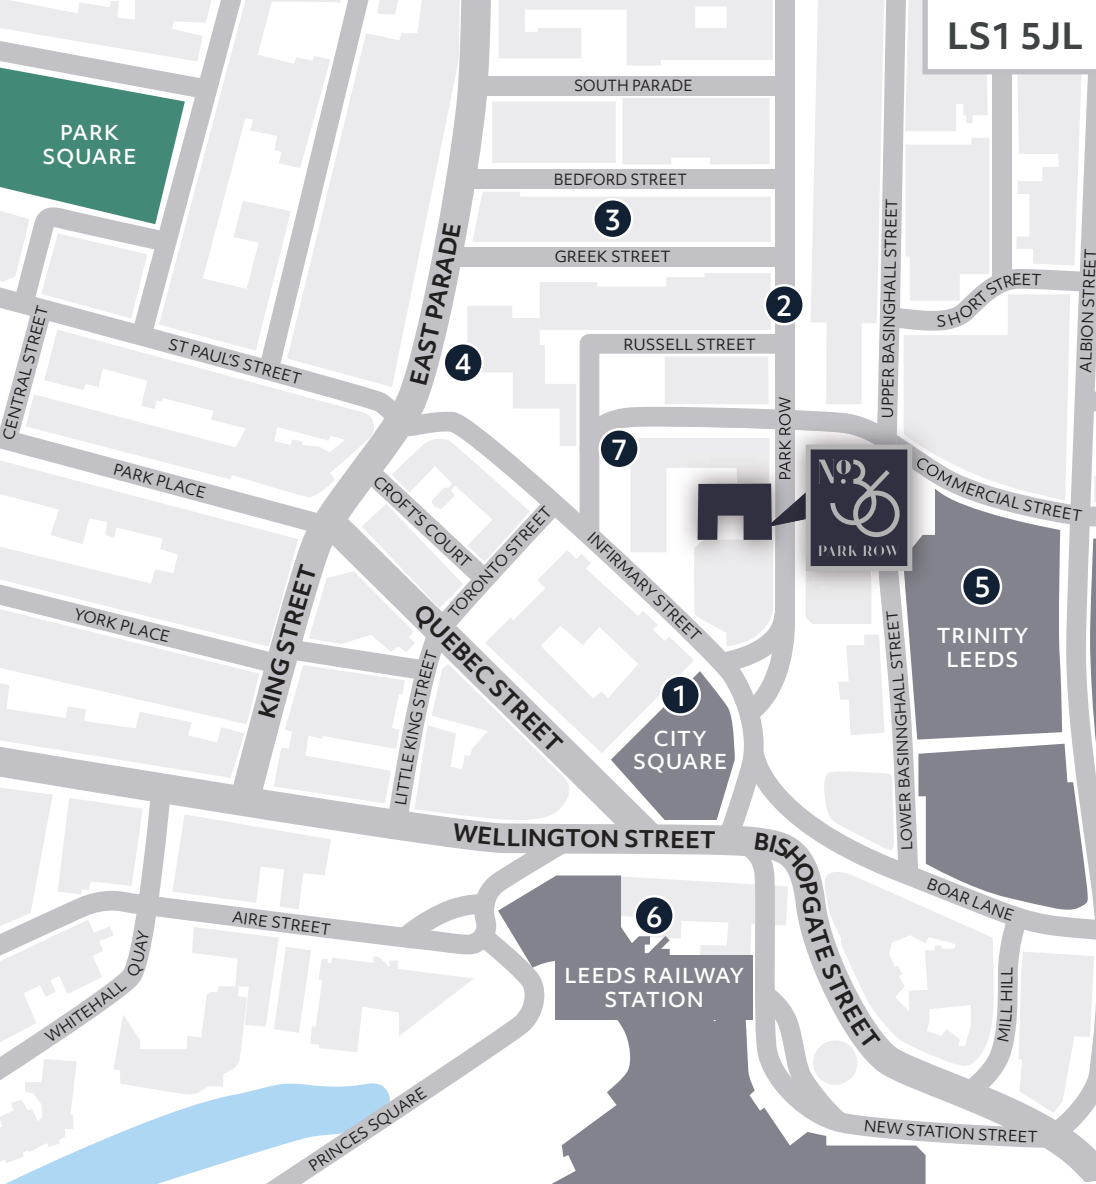 LS1 5JL
SOUTH PARADE
PARK
SQUARE
BEDFORD STREET
3
GREEK STREET
EAST PARADE
UPPER BASINGHALL STREET
SHORT STREET
ALBION STREET
2
CENTRAL STREET
ST PAUL'S STREET
4
RUSSELL STREET
PARK ROW
7
PARK PLACE
CROFTS COURT
No.
36
PARK ROW
COMMERCIAL STREET
TORONTO STREET
INFIRMARY STREET
5
TRINITY
LEEDS
YORK PLACE
KING STREET
QUEBEC STREET
LITTLE KING STREET
1
CITY
SQUARE
LOWER BASINNGHALL STREET
WELLINGTON STREET
BISHOPGATE STREET
BOAR LANE
AIRE STREET
6
LEEDS RAILWAY
STATION
WHITEHALL QUAY
MILL HILL
PRINCES SQUARE
NEW STATION STREET